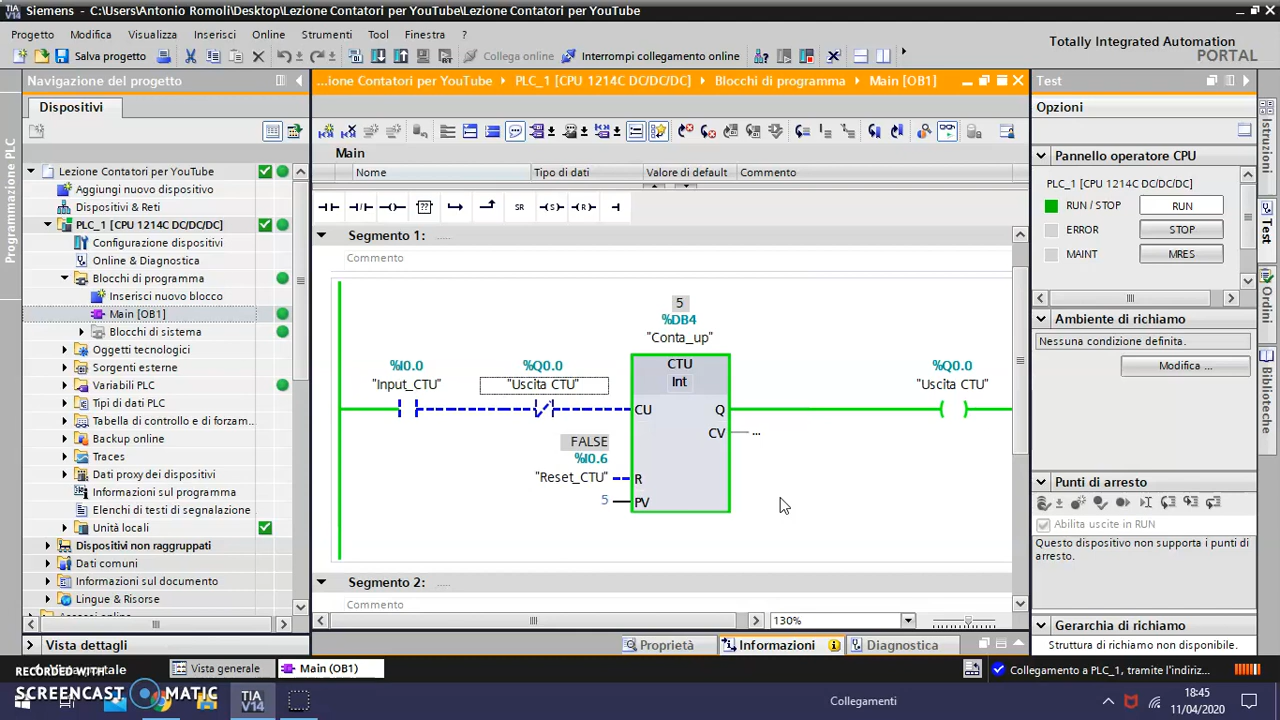 Siemens - C:\Users\Antonio Romoli\Desktop\Lezione Contatori per YouTube\Lezione Contatori per YouTube
TIA
V14
Progetto Modifica Visualizza Inserisci Online Strumenti Tool Finestra ?
Totally Integrated Automation
PORTAL
Salva progetto
Collega online
Interrompi collegamento online
Navigazione del progetto
...ione Contatori per YouTube
PLC_1 [CPU 1214C DC/DC/DC]
Blocchi di programma
Main [OB1]
Test
Dispositivi
Opzioni
Programmazione PLC
Main
Nome
Tipo di dati
Valore di default
Commento
Lezione Contatori per YouTube
Aggiungi nuovo dispositivo
Dispositivi & Reti
PLC_1 [CPU 1214C DC/DC/DC]
Configurazione dispositivi
Online & Diagnostica
Blocchi di programma
Inserisci nuovo blocco
Main [OB1]
Blocchi di sistema
Oggetti tecnologici
Sorgenti esterne
Variabili PLC
Tipi di dati PLC
Tabella di controllo e di forzam...
Backup online
Traces
Dati proxy dei dispositivi
Informazioni sul programma
Elenchi di testi di segnalazione
Unità locali
Dispositivi non raggruppati
Dati comuni
Informazioni sul documento
Lingue & Risorse
Vista dettagli
??
SR
(S)
(R)
Segmento 1: .....
Commento
5
%DB4
"Conta_up"
CTU
Int
%I0.0
"Input_CTU"
%Q0.0
"Uscita CTU"
CU
Q
%Q0.0
"Uscita CTU"
CV
...
FALSE
%I0.6
"Reset_CTU"
R
5
PV
Segmento 2: .....
Commento
130%
Proprietà
Informazioni
Diagnostica
Pannello operatore CPU
PLC_1 [CPU 1214C DC/DC/DC]
RUN / STOP
RUN
ERROR
STOP
MAINT
MRES
Ambiente di richiamo
Nessuna condizione definita.
Modifica ...
Punti di arresto
Abilita uscite in RUN
Questo dispositivo non supporta i punti di
arresto.
Gerarchia di richiamo
Struttura di richiamo non disponibile.
Istruzioni
Test
Ordini
Biblioteche
RECORDED WITH
SCREENCAST MATIC
Vista generale
Main (OB1)
Collegamento a PLC_1, tramite l'indiriz...
TIA
V14
Collegamenti
18:45
11/04/2020